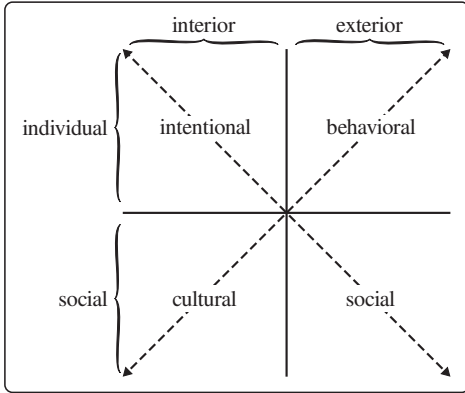 interior exterior
individual intentional behavioral
social cultural social